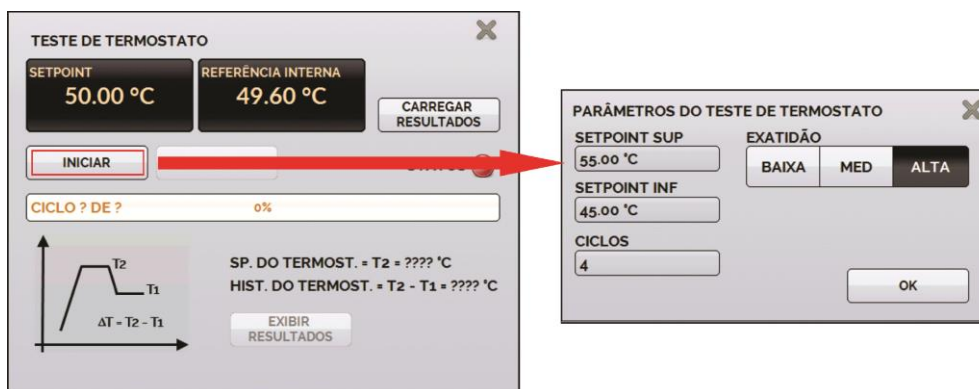 TESTE DE TERMOSTATO
SETPOINT
50.00 °C
REFERÊNCIA INTERNA
49.60 °C
CARREGAR
RESULTADOS
INICIAR
CICLO ? DE ?
0%
T2
T1
ΔT = T2 - T1
SP. DO TERMOST. = T2 = ???? °C
HIST. DO TERMOST. = T2 - T1 = ???? °C
EXIBIR
RESULTADOS
PARÂMETROS DO TESTE DE TERMOSTATO
SETPOINT SUP
55.00 °C
SETPOINT INF
45.00 °C
CICLOS
4
EXATIDÃO
BAIXA
MED
ALTA
OK